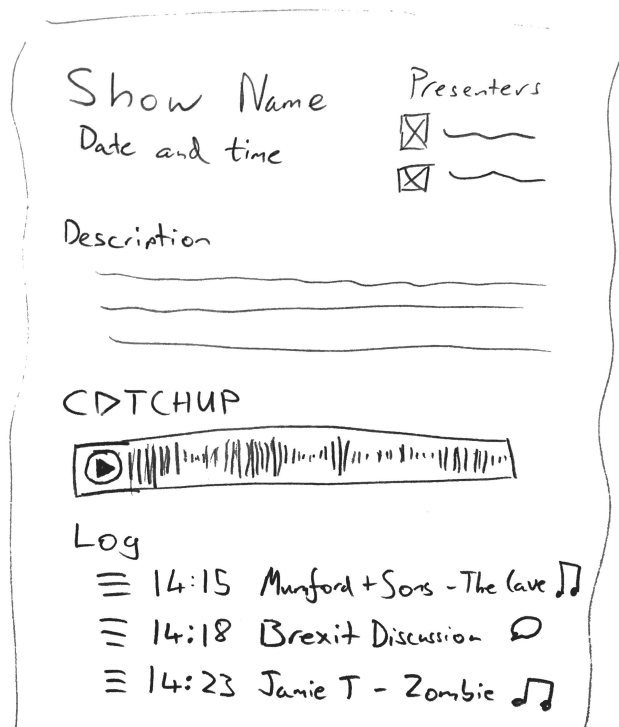 Show Name
Date and time
Presenters
Description
C▷TCHUP
Log
14:15 Mumford + Sons - The Cave
14:18 Brexit Discussion
14:23 Jamie T - Zombie